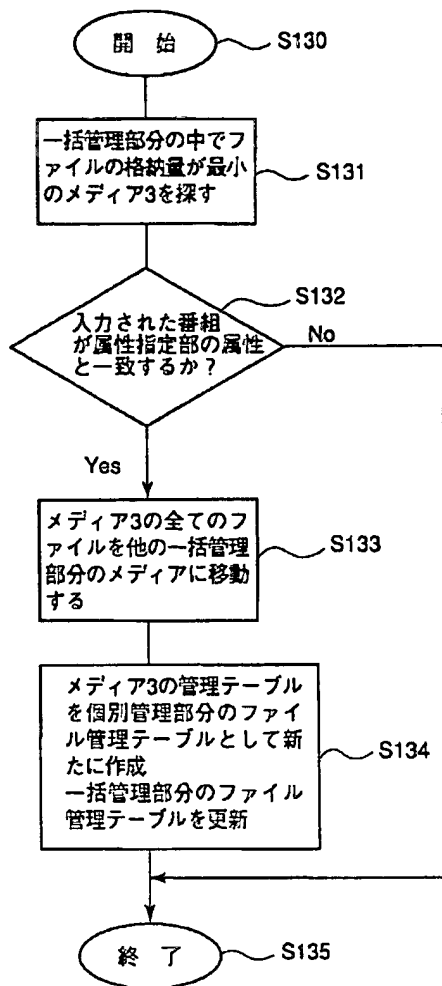 開 始
S130
一括管理部分の中でフ
ァイルの格納量が最小
のメディア3を探す
S131
S132
入力された番組
が属性指定部の属性
と一致するか？
No
Yes
メディア3の全てのフ
ァイルを他の一括管理
部分のメディアに移動
する
S133
メディア3の管理テーブル
を個別管理部分のファイ
ル管理テーブルとして新
たに作成
一括管理部分のファイル
管理テーブルを更新
S134
終 了
S135